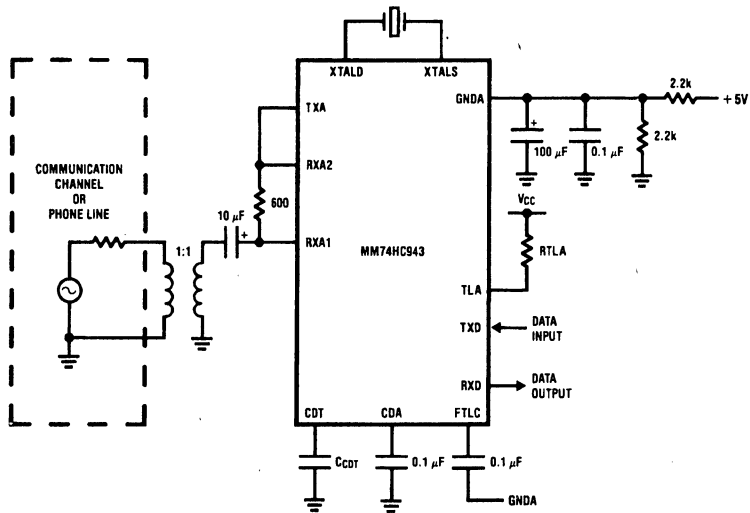 XTALD
XTALS
TXA
GNDA
2.2k
+5V
+
100 μF
0.1 μF
2.2k
RXA2
COMMUNICATION
CHANNEL
OR
PHONE LINE
600
10 μF
+
VCC
1:1
RXA1
MM74HC943
RTLA
TLA
TXD
DATA
INPUT
RXD
DATA
OUTPUT
CDT
CDA
FTLC
CCDT
0.1 μF
0.1 μF
GNDA